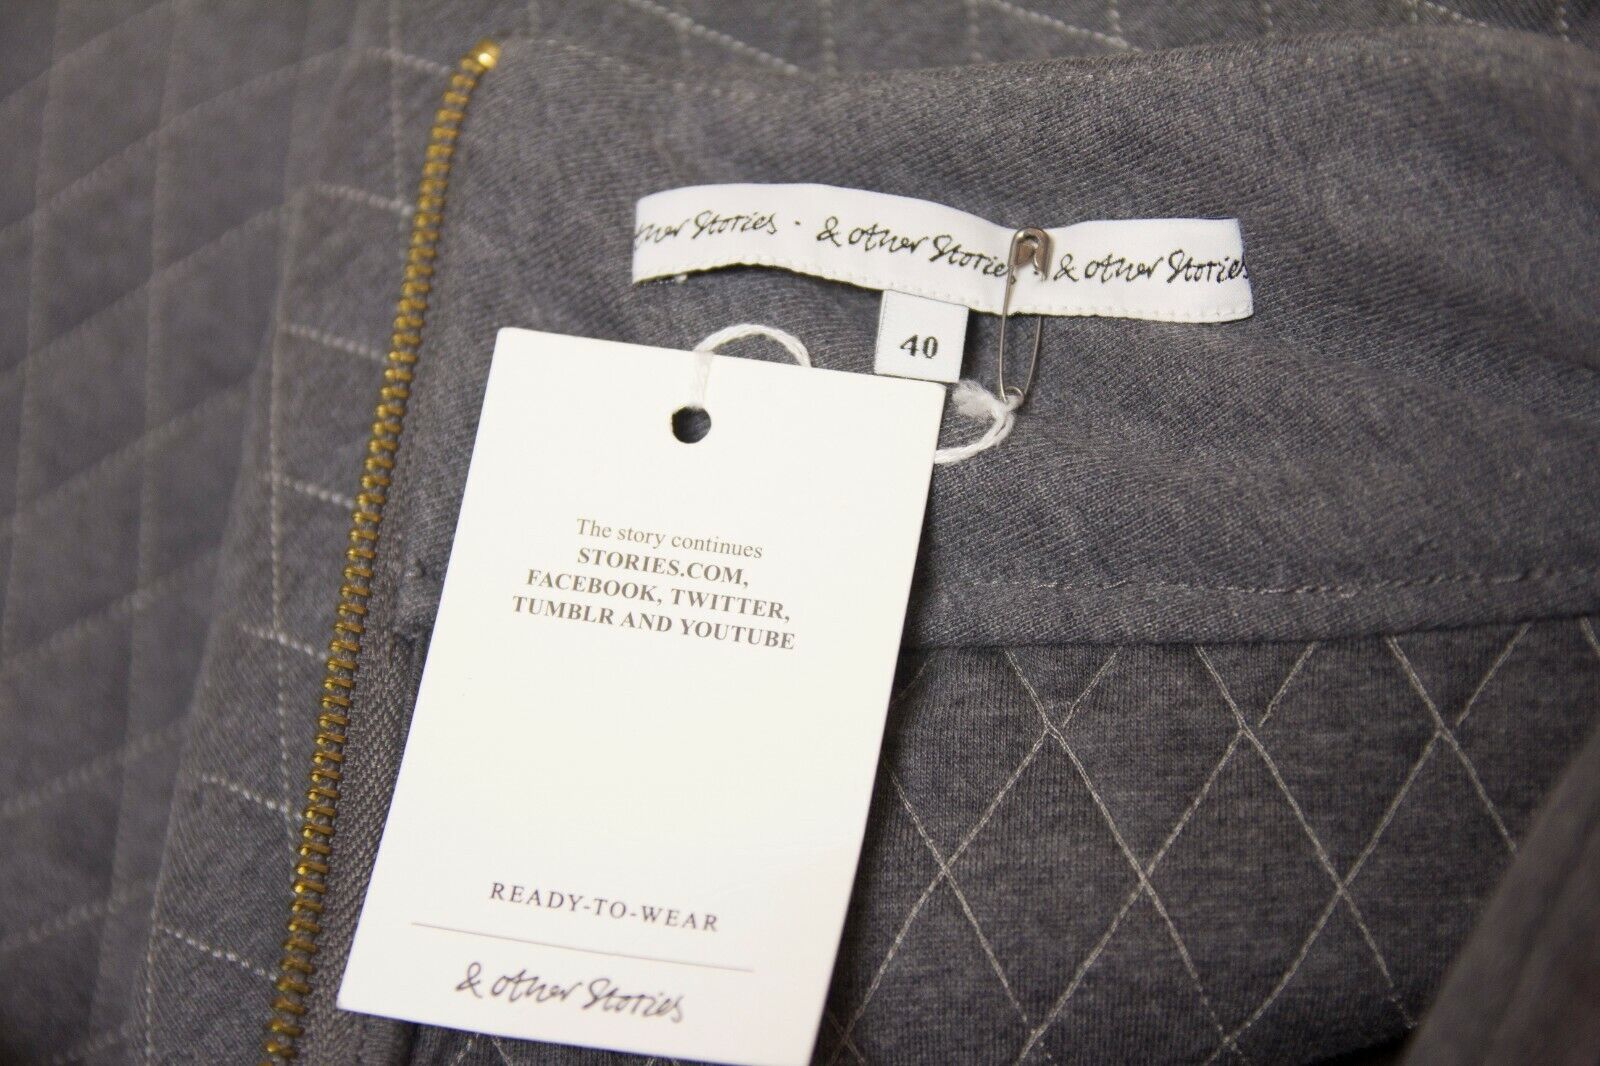 ther Stories · & other Stories · & other Stories
40
The story continues
STORIES.COM,
FACEBOOK, TWITTER,
TUMBLR AND YOUTUBE
READY-TO-WEAR
& other Stories